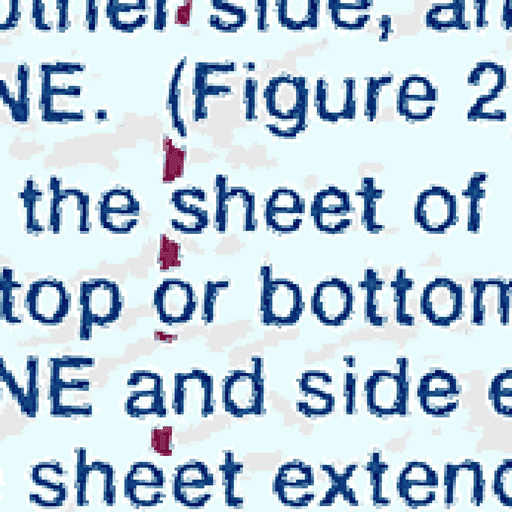 other side, an
NE. (Figure 2
the sheet of
top or bottom
NE and side e
sheet extend